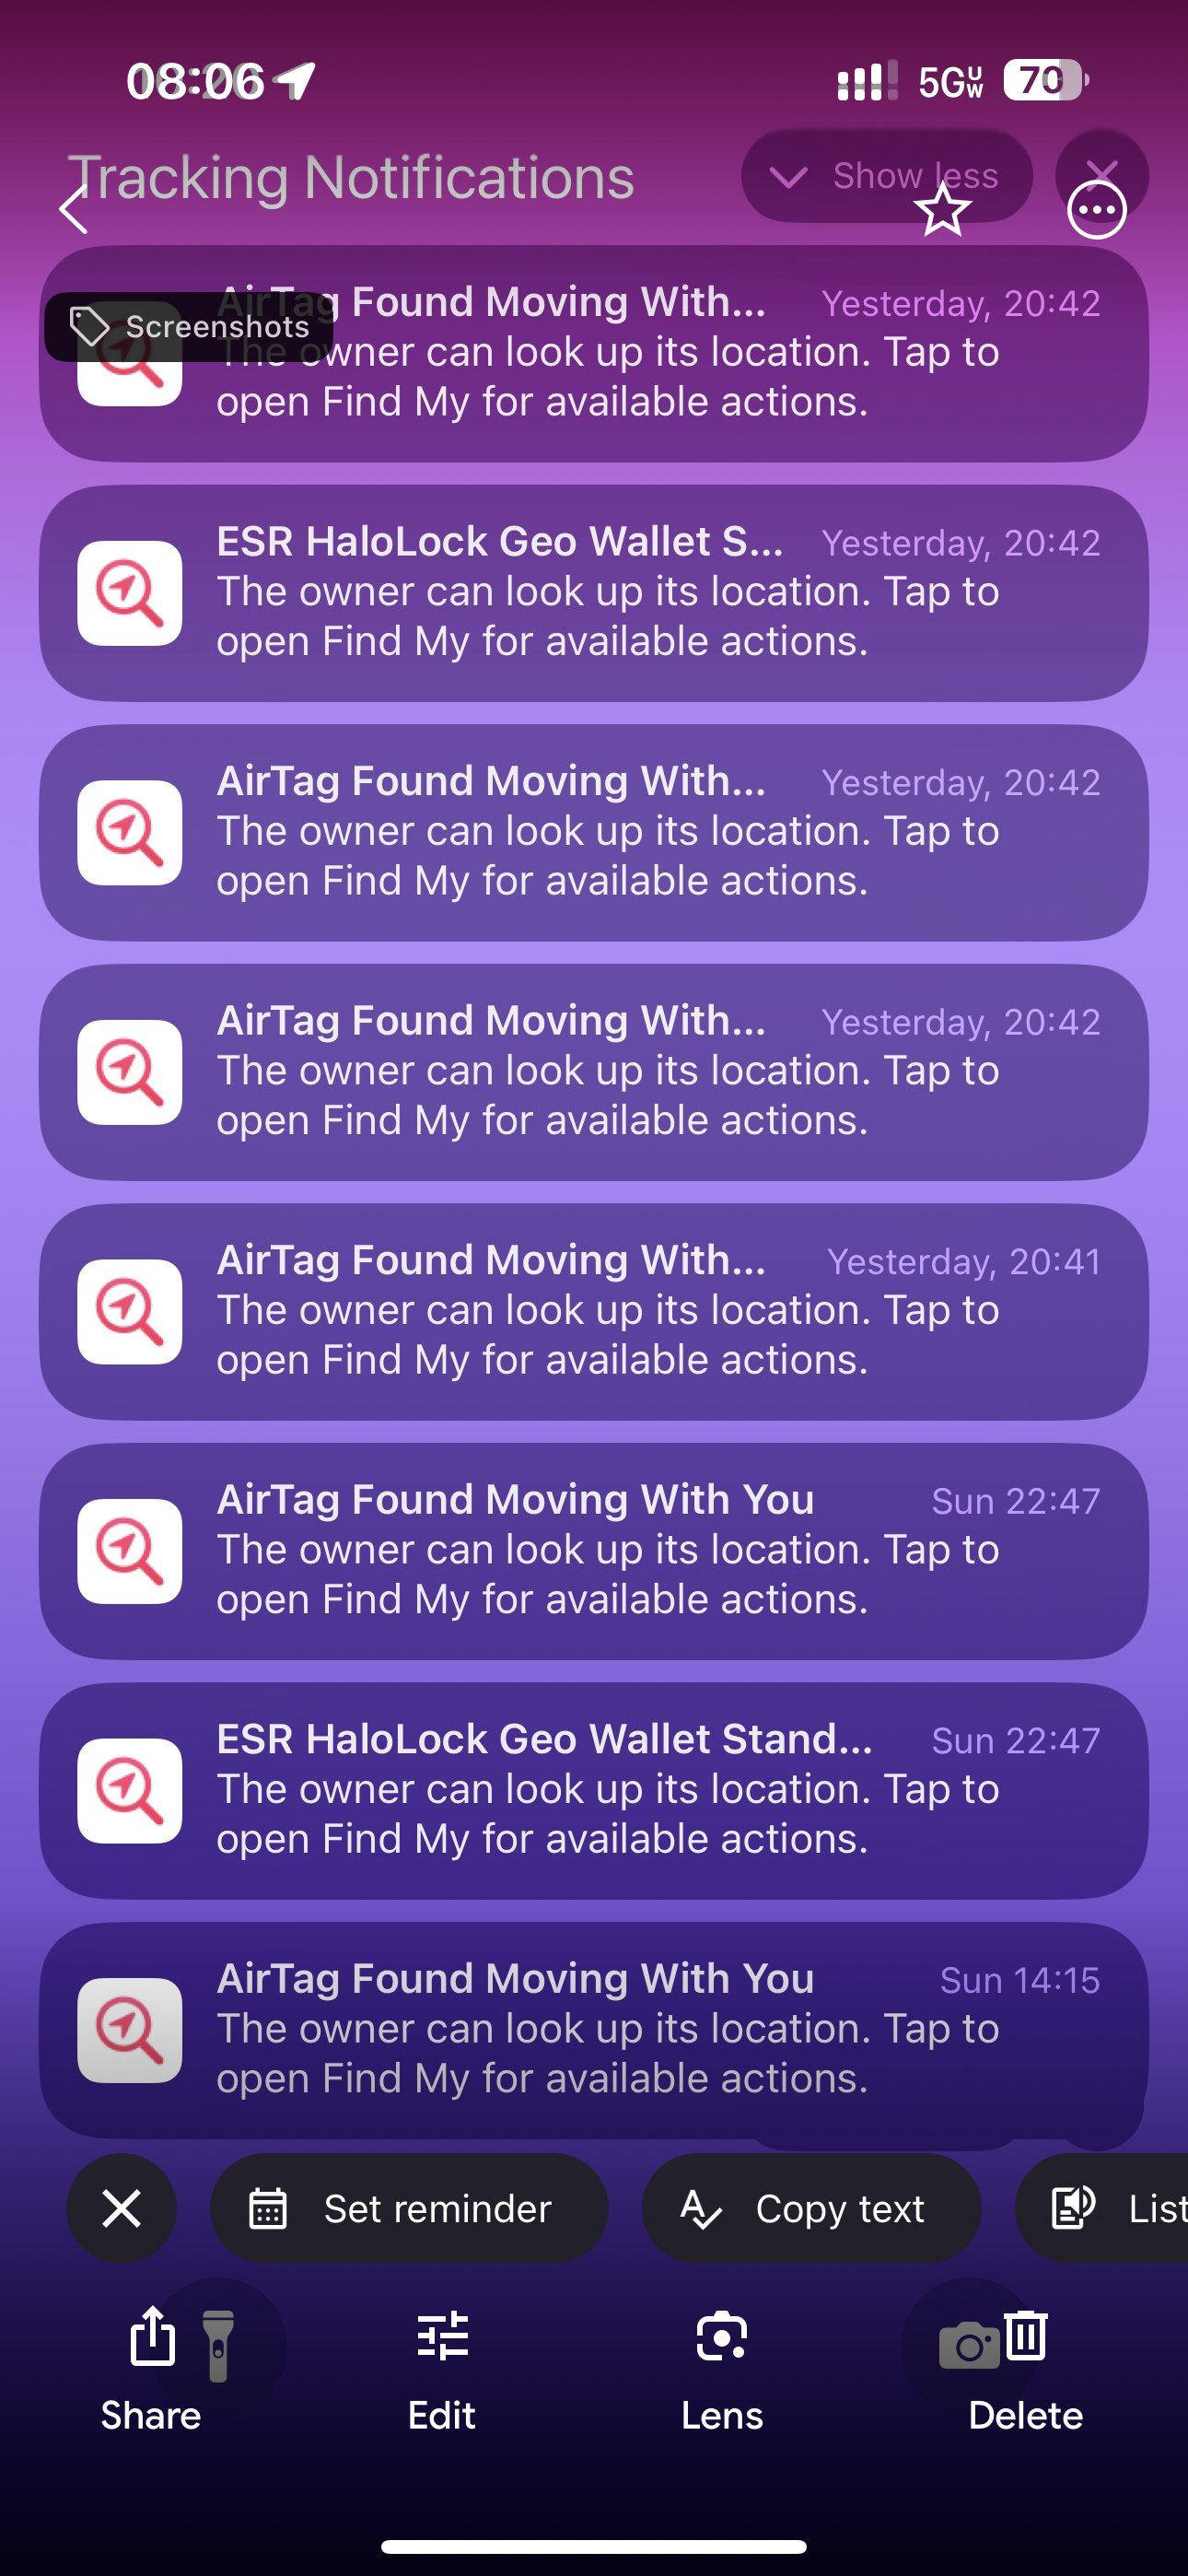 08:06
5GUW 70
Tracking Notifications
Show less
AirTag Found Moving With... Yesterday, 20:42
Screenshots
The owner can look up its location. Tap to
open Find My for available actions.
ESR HaloLock Geo Wallet S... Yesterday, 20:42
The owner can look up its location. Tap to
open Find My for available actions.
AirTag Found Moving With... Yesterday, 20:42
The owner can look up its location. Tap to
open Find My for available actions.
AirTag Found Moving With... Yesterday, 20:42
The owner can look up its location. Tap to
open Find My for available actions.
AirTag Found Moving With... Yesterday, 20:41
The owner can look up its location. Tap to
open Find My for available actions.
AirTag Found Moving With You Sun 22:47
The owner can look up its location. Tap to
open Find My for available actions.
ESR HaloLock Geo Wallet Stand... Sun 22:47
The owner can look up its location. Tap to
open Find My for available actions.
AirTag Found Moving With You Sun 14:15
The owner can look up its location. Tap to
open Find My for available actions.
Set reminder Copy text List
Share Edit Lens Delete